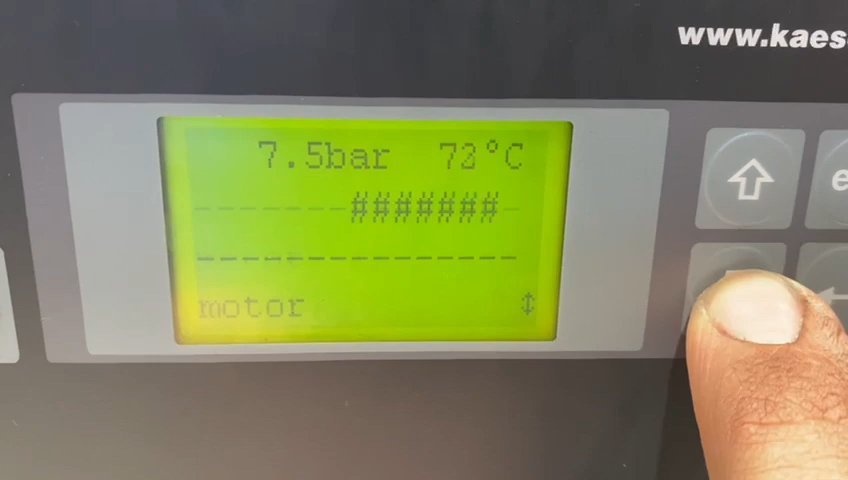 www.kaes
7.5bar 72°C
-------#######-
---------------
motor ↕
e